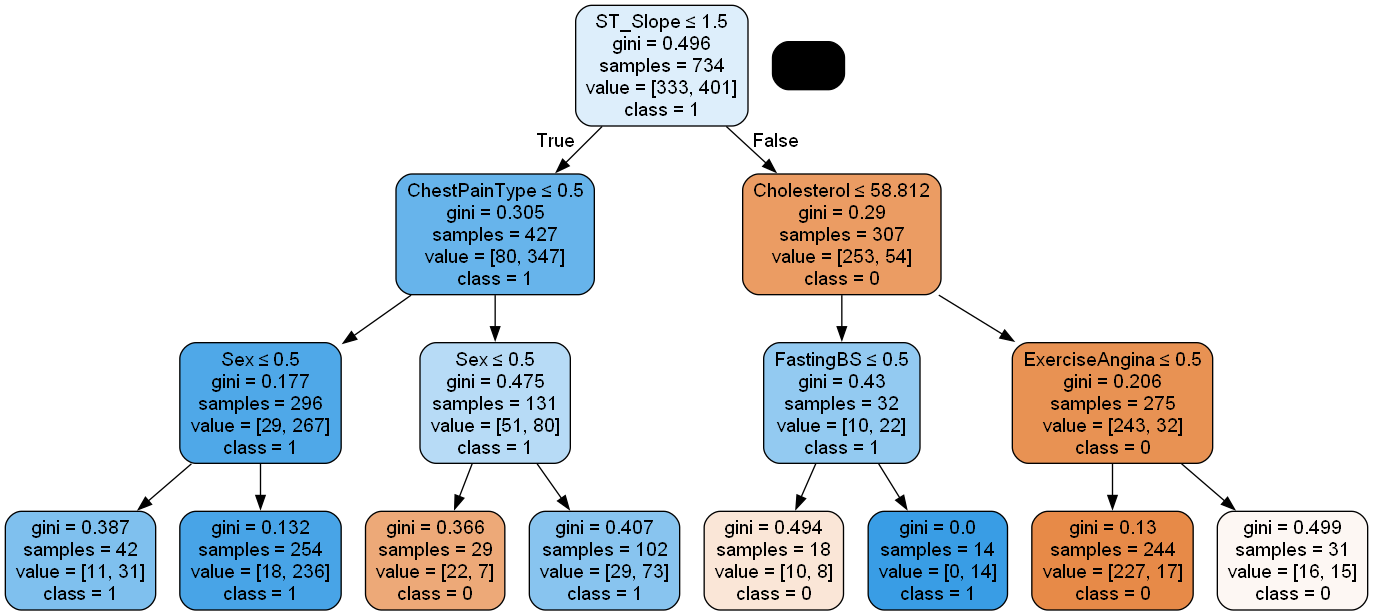 ST_Slope ≤ 1.5
gini = 0.496
samples = 734
value = [333, 401]
class = 1
True
False
ChestPainType ≤ 0.5
gini = 0.305
samples = 427
value = [80, 347]
class = 1
Cholesterol ≤ 58.812
gini = 0.29
samples = 307
value = [253, 54]
class = 0
Sex ≤ 0.5
gini = 0.177
samples = 296
value = [29, 267]
class = 1
Sex ≤ 0.5
gini = 0.475
samples = 131
value = [51, 80]
class = 1
FastingBS ≤ 0.5
gini = 0.43
samples = 32
value = [10, 22]
class = 1
ExerciseAngina ≤ 0.5
gini = 0.206
samples = 275
value = [243, 32]
class = 0
gini = 0.387
samples = 42
value = [11, 31]
class = 1
gini = 0.132
samples = 254
value = [18, 236]
class = 1
gini = 0.366
samples = 29
value = [22, 7]
class = 0
gini = 0.407
samples = 102
value = [29, 73]
class = 1
gini = 0.494
samples = 18
value = [10, 8]
class = 0
gini = 0.0
samples = 14
value = [0, 14]
class = 1
gini = 0.13
samples = 244
value = [227, 17]
class = 0
gini = 0.499
samples = 31
value = [16, 15]
class = 0